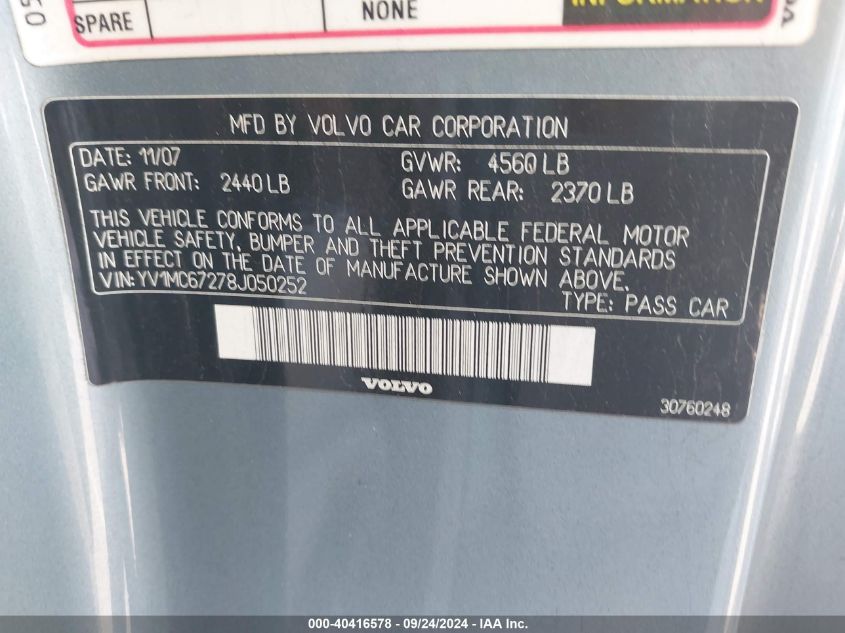 50
SPARE NONE
INFORMATION
MFD BY VOLVO CAR CORPORATION
DATE: 11/07 GVWR: 4560 LB
GAWR FRONT: 2440 LB GAWR REAR: 2370 LB
THIS VEHICLE CONFORMS TO ALL APPLICABLE FEDERAL MOTOR
VEHICLE SAFETY, BUMPER AND THEFT PREVENTION STANDARDS
IN EFFECT ON THE DATE OF MANUFACTURE SHOWN ABOVE.
VIN: YV1MC67278J050252
TYPE: PASS CAR
VOLVO
30760248
000-40416578 - 09/24/2024 - IAA Inc.